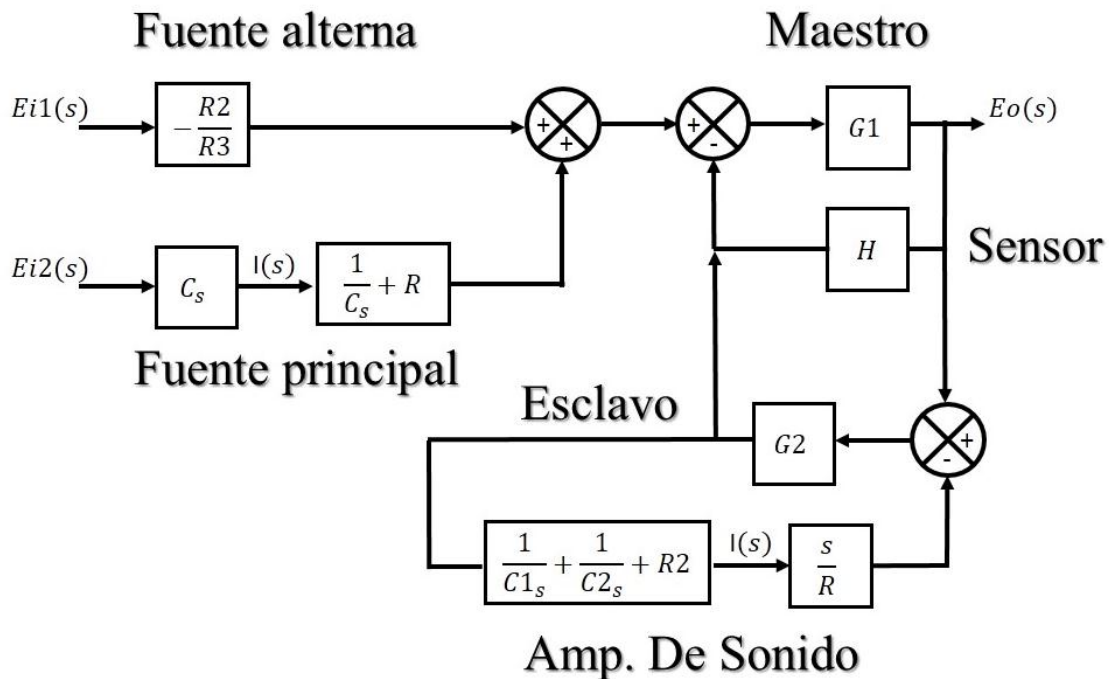 Fuente alterna
Maestro
Ei1(s)
-R2/R3
+
+
+
-
G1
Eo(s)
H
Sensor
Ei2(s)
C_s
I(s)
1/C_s + R
Fuente principal
Esclavo
G2
+
-
1/C1_s + 1/C2_s + R2
I(s)
s/R
Amp. De Sonido